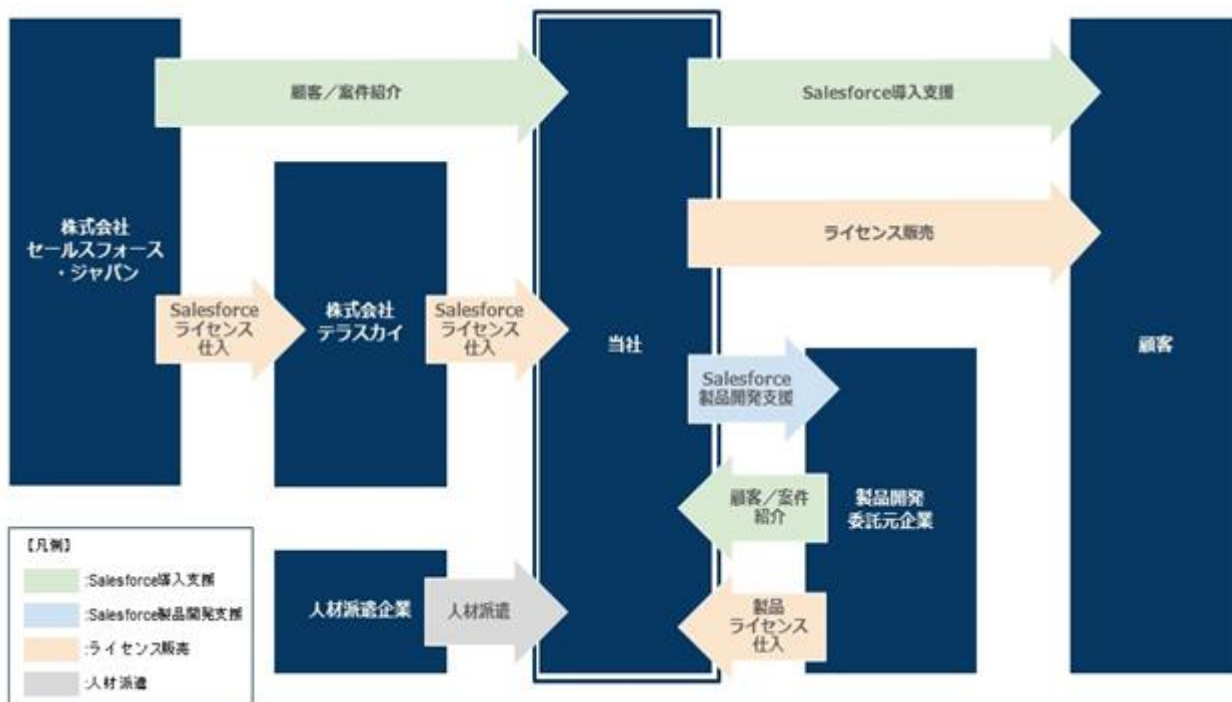 顧客／案件紹介
Salesforce導入支援
株式会社
セールスフォース
・ジャパン
ライセンス販売
Salesforce
ライセンス
仕入
株式会社
テラスカイ
Salesforce
ライセンス
仕入
当社
顧客
Salesforce
製品開発支援
顧客／案件
紹介
製品開発
委託元企業
人材派遣企業
人材派遣
製品
ライセンス
仕入
【凡例】
:Salesforce導入支援
:Salesforce製品開発支援
:ライセンス販売
:人材派遣